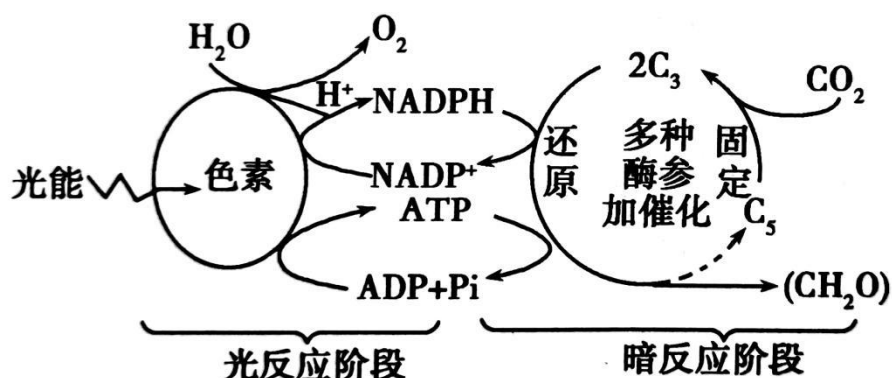 H₂O
O₂
H⁺
NADPH
2C₃
CO₂
光能
色素
NADP⁺
ATP
ADP+Pi
还原
多种
酶参
加催化
固定
C₅
(CH₂O)
光反应阶段
暗反应阶段